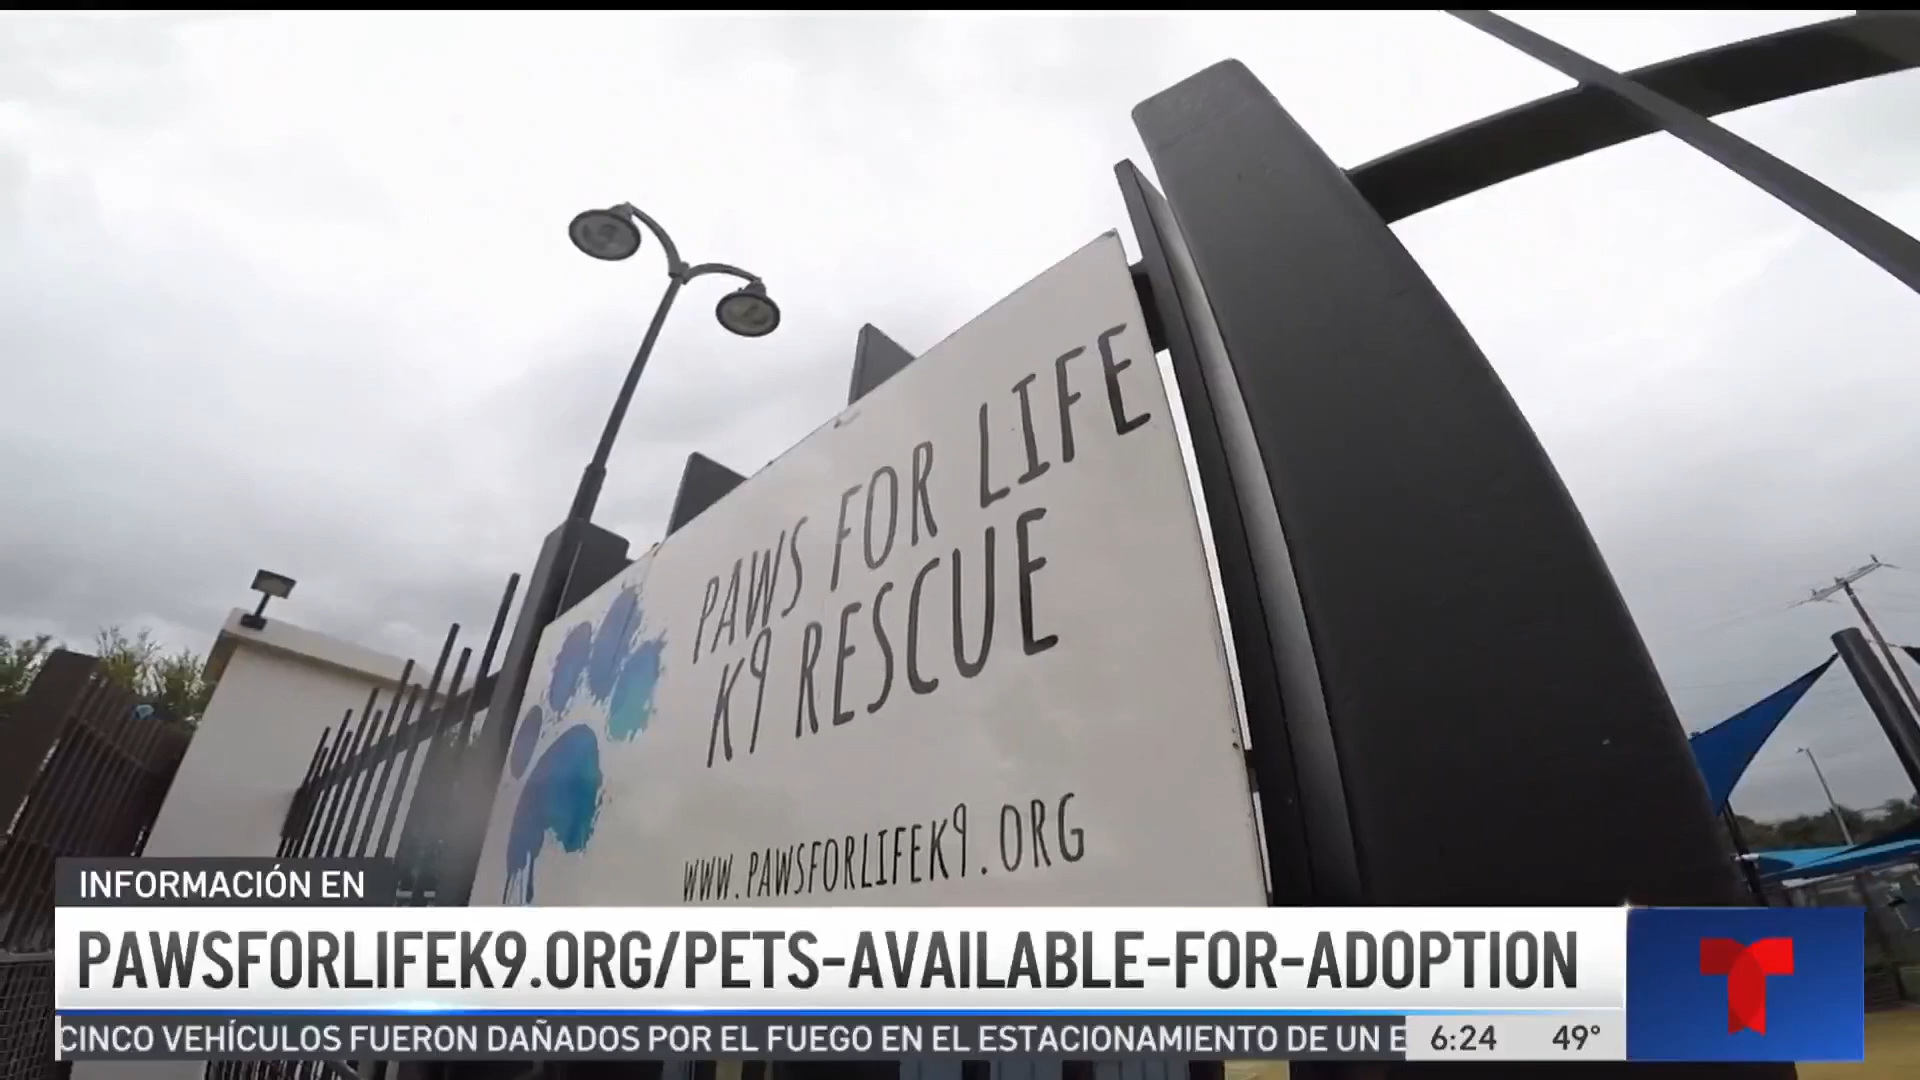 PAWS FOR LIFE
K9 RESCUE
WWW.PAWSFORLIFEK9.ORG
INFORMACIÓN EN
PAWSFORLIFEK9.ORG/PETS-AVAILABLE-FOR-ADOPTION
CINCO VEHÍCULOS FUERON DAÑADOS POR EL FUEGO EN EL ESTACIONAMIENTO DE UN E
6:24 49°